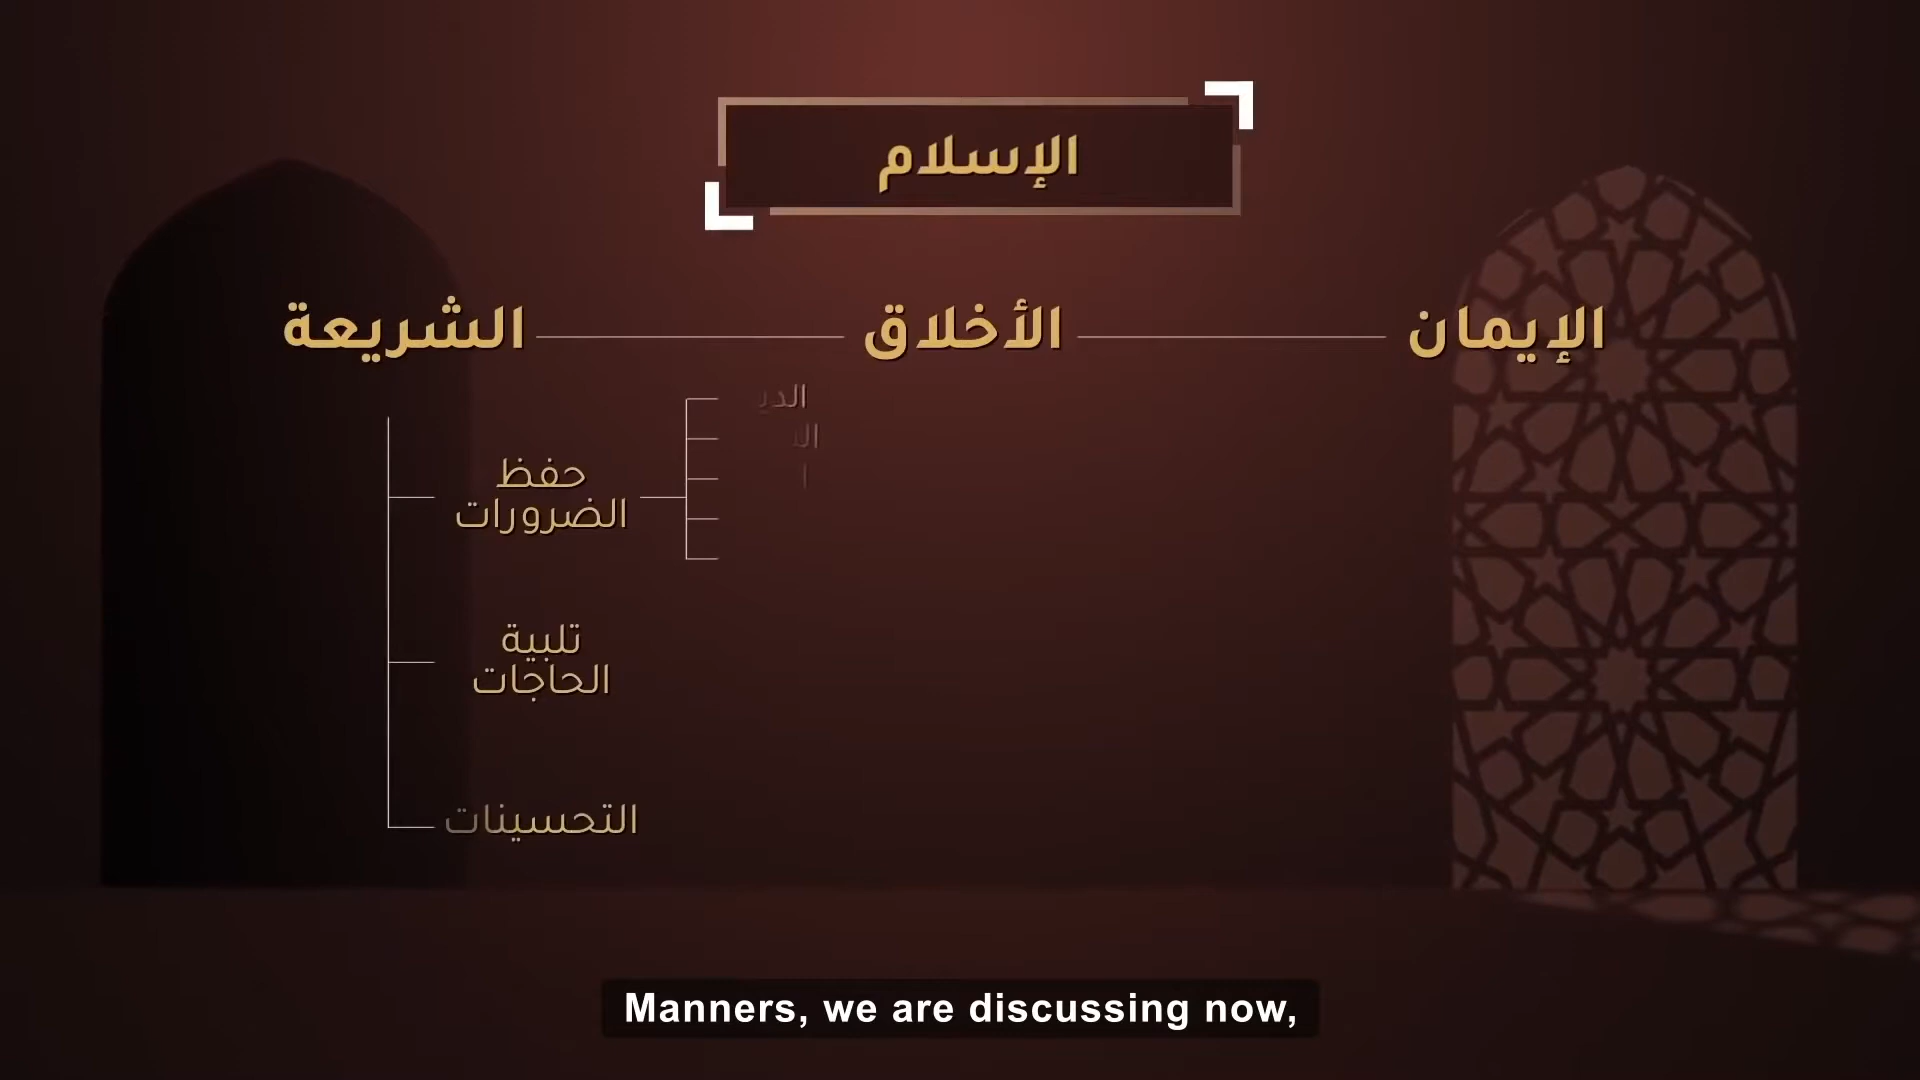 الإسلام
الإيمان
الأخلاق
الشريعة
حفظ
الضرورات
تلبية
الحاجات
التحسينات
Manners, we are discussing now,